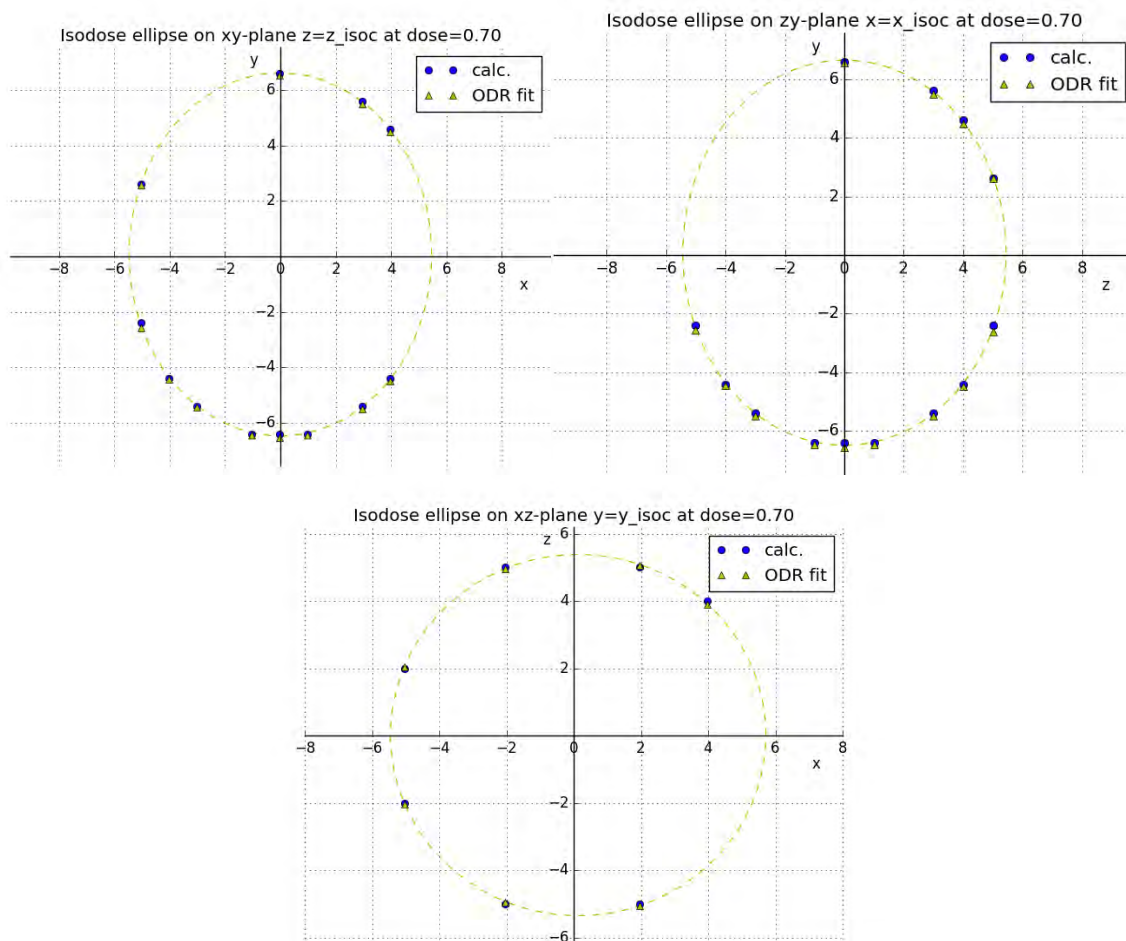 Isodose ellipse on xy-plane z=z_isoc at dose=0.70
y
calc.
ODR fit
6
4
2
−8 −6 −4 −2 0 2 4 6 8
x
−2
−4
−6
Isodose ellipse on zy-plane x=x_isoc at dose=0.70
y
calc.
ODR fit
6
4
2
−8 −6 −4 −2 0 2 4 6 8
z
−2
−4
−6
Isodose ellipse on xz-plane y=y_isoc at dose=0.70
6
z
calc.
ODR fit
4
2
−8 −6 −4 −2 0 2 4 6 8
x
−2
−4
−6